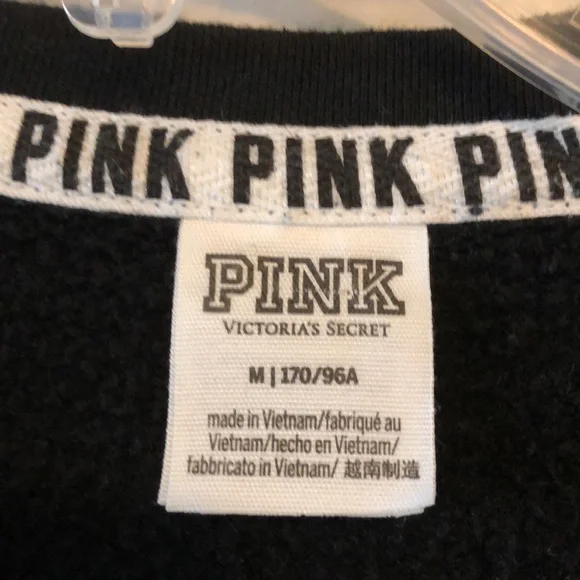 PINK PINK PIN
PINK
VICTORIA'S SECRET
M | 170/96A
made in Vietnam/fabriqué au
Vietnam/hecho en Vietnam/
fabbricato in Vietnam/ 越南制造